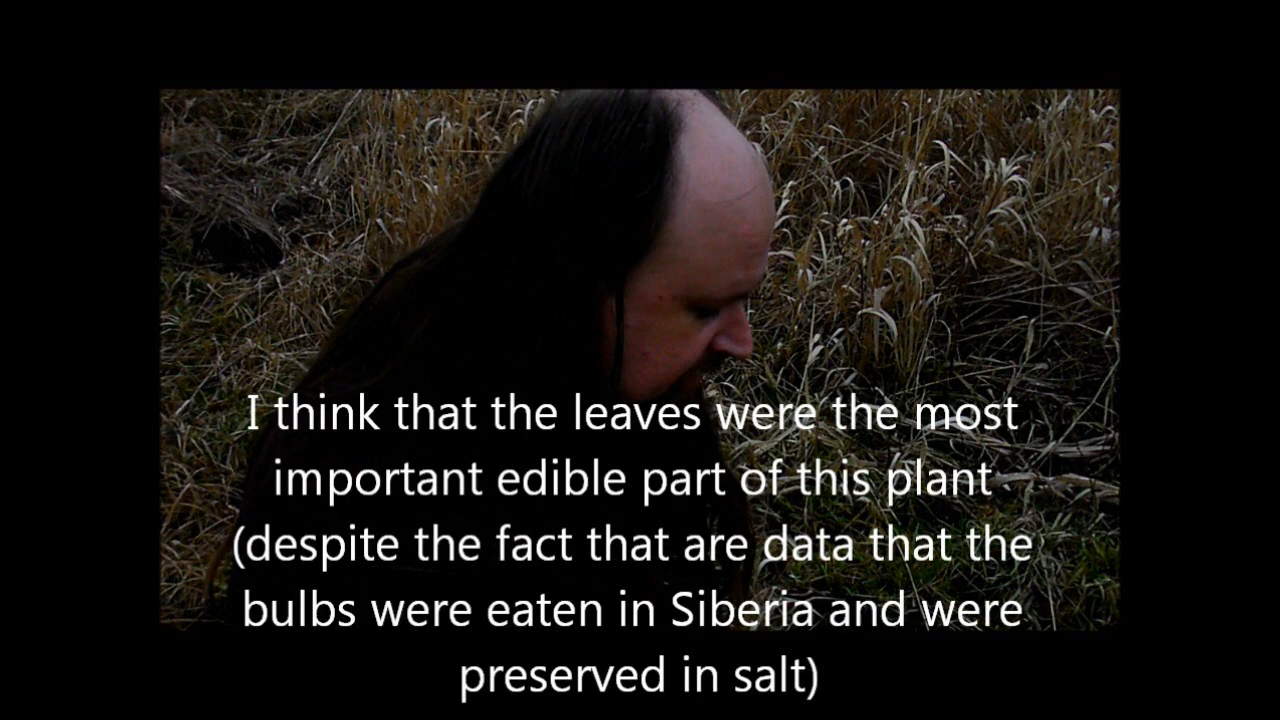 I think that the leaves were the most
important edible part of this plant
(despite the fact that are data that the
bulbs were eaten in Siberia and were
preserved in salt)